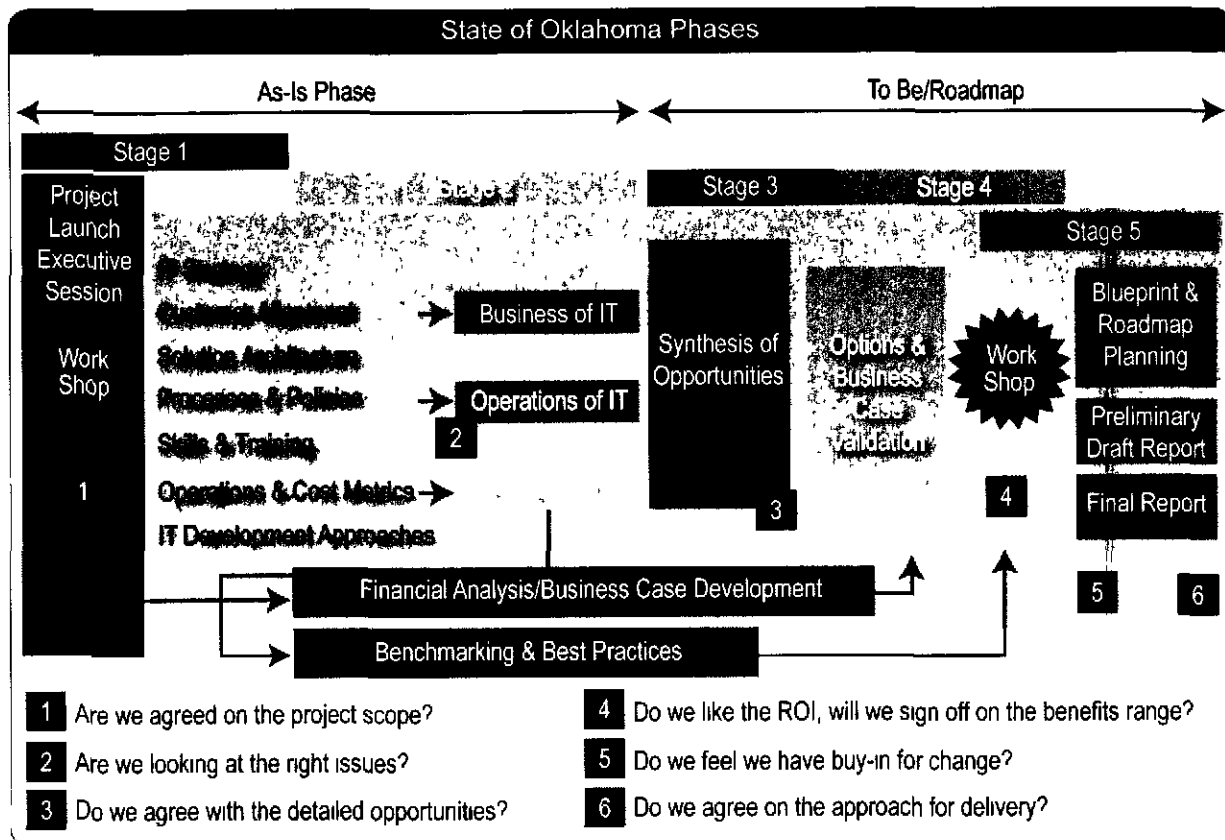 State of Oklahoma Phases
As-Is Phase
To Be/Roadmap
Stage 1
Stage
Stage 3
Stage 4
Stage 5
Project
Launch
Executive
Session
Work
Shop
1
Solution Architecture
Processes & Policies
Skills & Training
Operations & Cost Metrics
IT Development Approaches
Business of IT
Operations of IT
2
Synthesis of
Opportunities
3
Options &
Business
Case
Validation
Work
Shop
4
Blueprint &
Roadmap
Planning
Preliminary
Draft Report
Final Report
5
6
Financial Analysis/Business Case Development
Benchmarking & Best Practices
1 Are we agreed on the project scope?
2 Are we looking at the right issues?
3 Do we agree with the detailed opportunities?
4 Do we like the ROI, will we sign off on the benefits range?
5 Do we feel we have buy-in for change?
6 Do we agree on the approach for delivery?